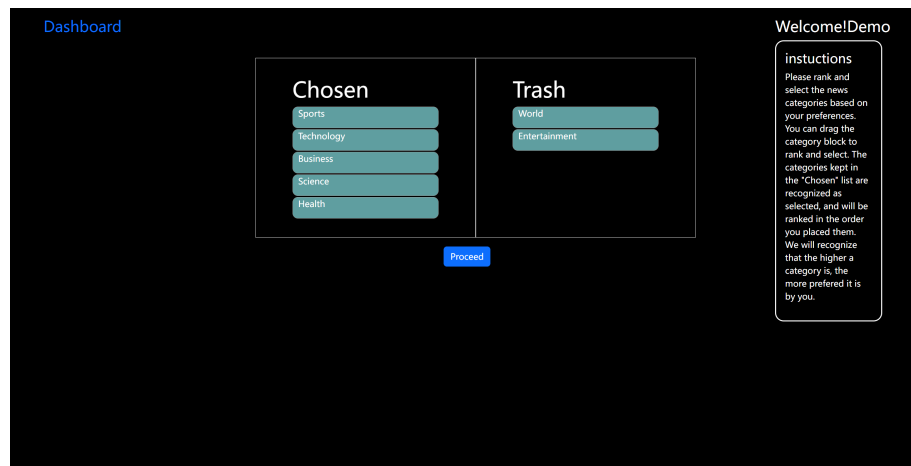 Dashboard
Welcome!Demo
Chosen
Sports
Technology
Business
Science
Health
Trash
World
Entertainment
Proceed
instuctions
Please rank and
select the news
categories based on
your preferences.
You can drag the
category block to
rank and select. The
categories kept in
the "Chosen" list are
recognized as
selected, and will be
ranked in the order
you placed them.
We will recognize
that the higher a
category is, the
more prefered it is
by you.